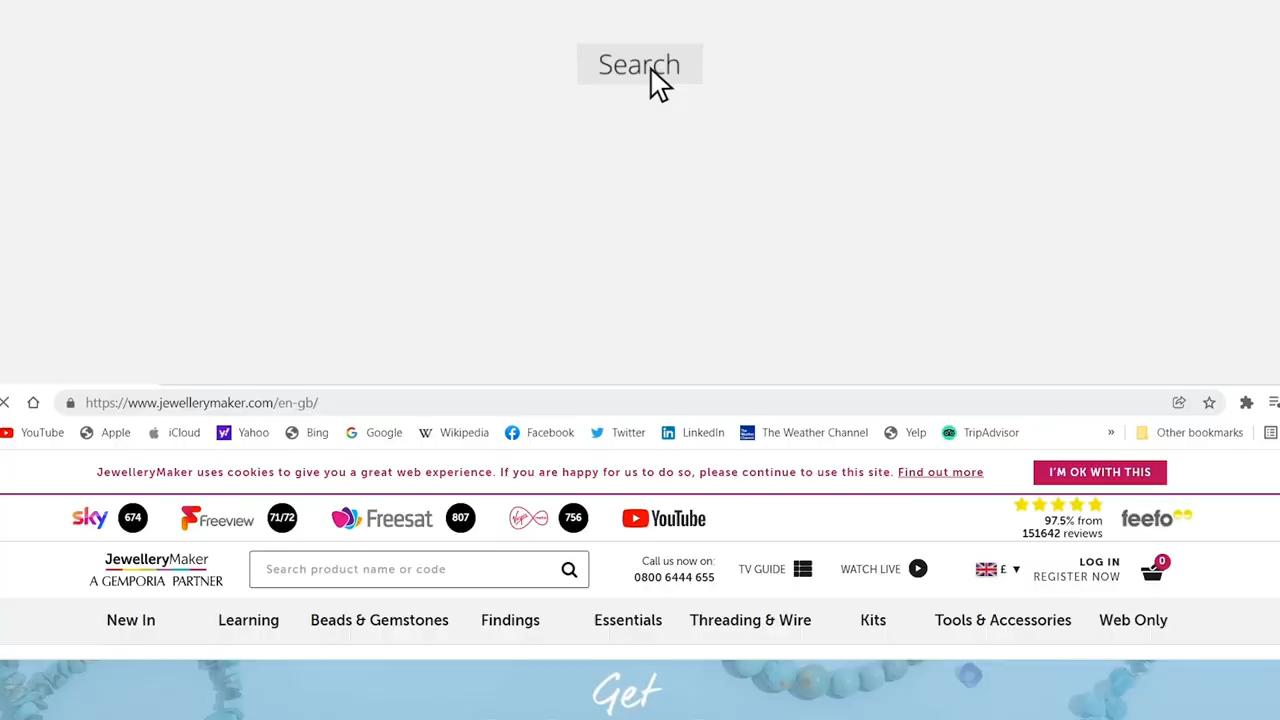 Search
https://www.jewellerymaker.com/en-gb/
YouTube Apple iCloud Yahoo Bing Google Wikipedia Facebook Twitter LinkedIn The Weather Channel Yelp TripAdvisor » Other bookmarks
JewelleryMaker uses cookies to give you a great web experience. If you are happy for us to do so, please continue to use this site. Find out more I'M OK WITH THIS
sky 674 Freeview 71/72 Freesat 807 Virgin media 756 YouTube 97.5% from feefo
151642 reviews
JewelleryMaker
A GEMPORIA PARTNER
Search product name or code
Call us now on:
0800 6444 655
TV GUIDE WATCH LIVE £ ▼
LOG IN
REGISTER NOW
0
New In Learning Beads & Gemstones Findings Essentials Threading & Wire Kits Tools & Accessories Web Only
Get